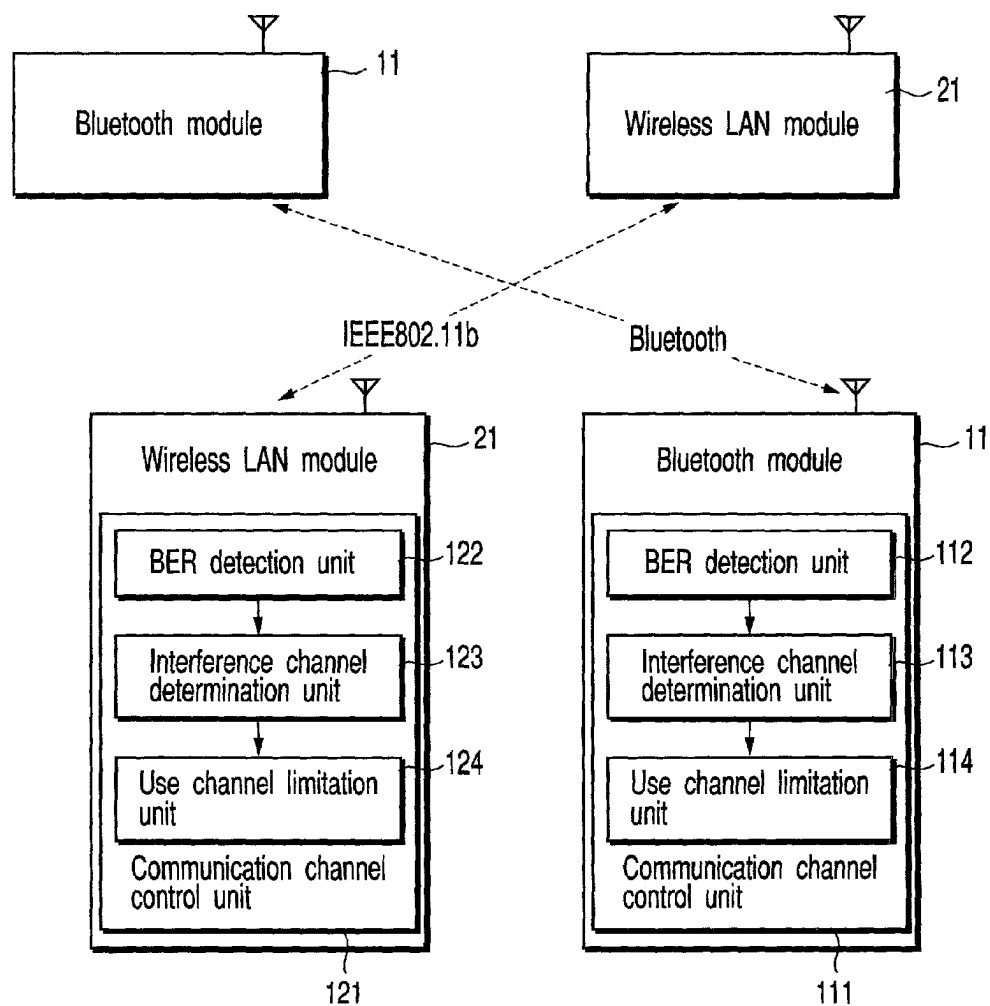 11
Bluetooth module
21
Wireless LAN module
IEEE802.11b
Bluetooth
21
Wireless LAN module
BER detection unit
122
Interference channel
determination unit
123
Use channel limitation
unit
124
Communication channel
control unit
121
11
Bluetooth module
BER detection unit
112
Interference channel
determination unit
113
Use channel limitation
unit
114
Communication channel
control unit
111